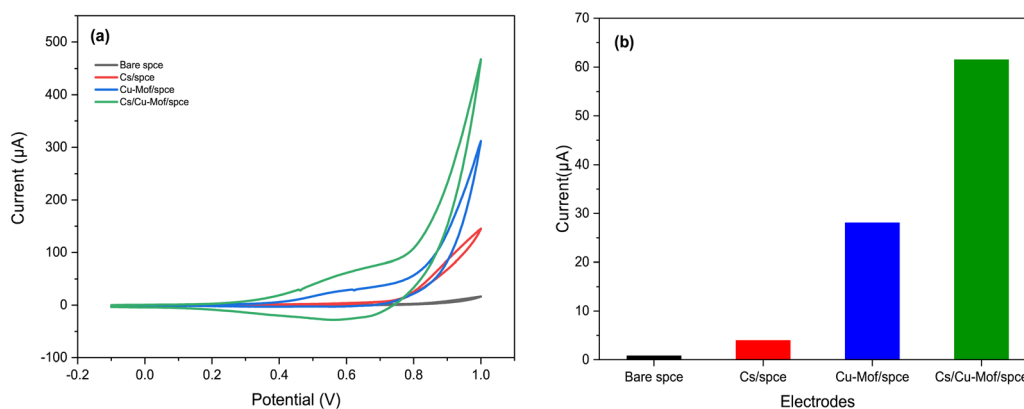 (a)
Bare spce
Cs/spce
Cu-Mof/spce
Cs/Cu-Mof/spce
500
400
300
200
100
0
-100
-0.2
0.0
0.2
0.4
0.6
0.8
1.0
Current (µA)
Potential (V)
(b)
70
60
50
40
30
20
10
0
Bare spce
Cs/spce
Cu-Mof/spce
Cs/Cu-Mof/spce
Current(µA)
Electrodes